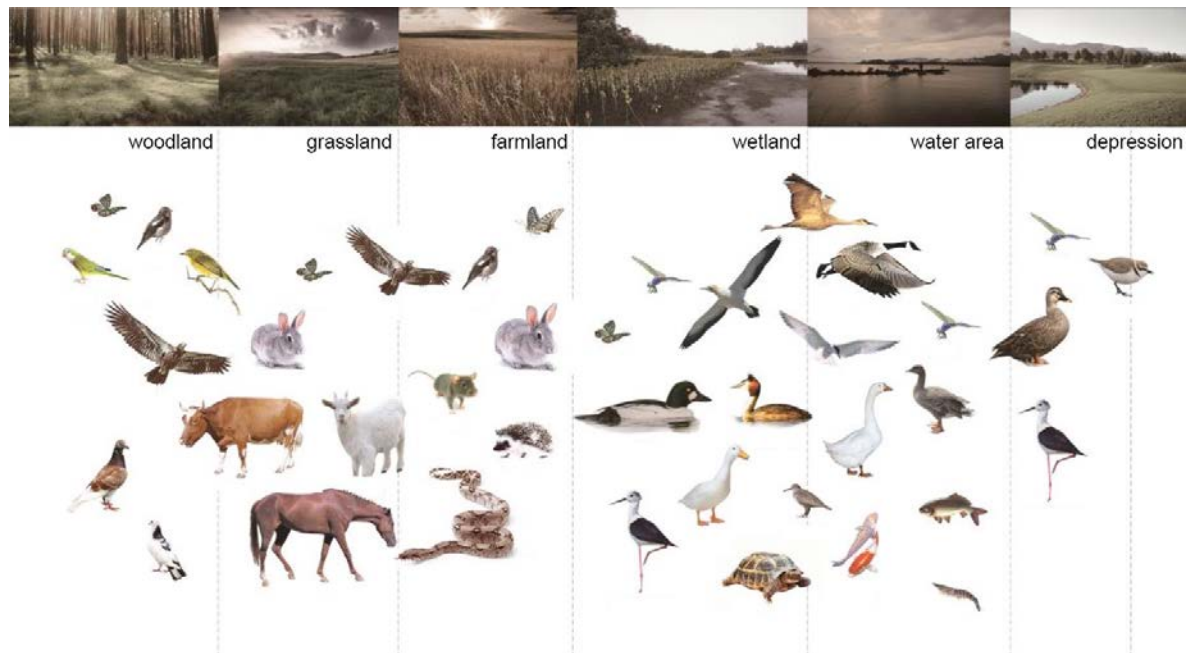 woodland
grassland
farmland
wetland
water area
depression